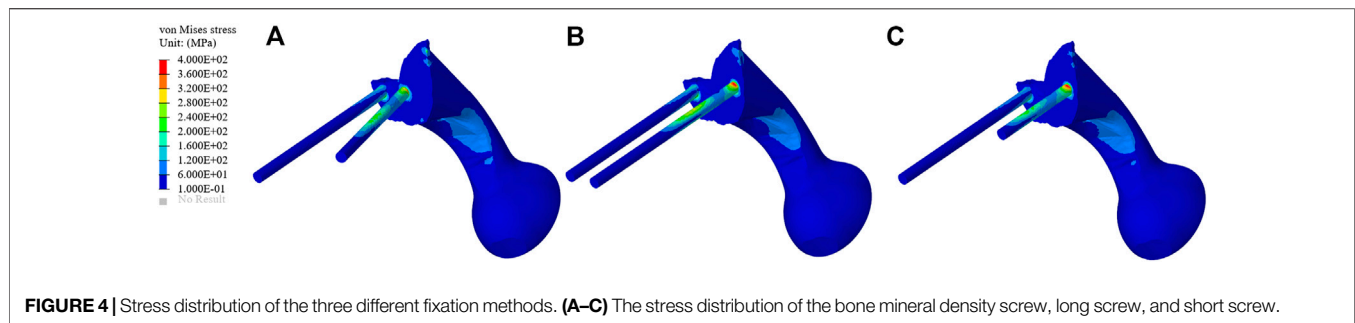 von Mises stress
Unit: (MPa)
4.000E+02
3.600E+02
3.200E+02
2.800E+02
2.400E+02
2.000E+02
1.600E+02
1.200E+02
6.000E+01
1.000E-01
No Result
A
B
C
FIGURE 4 | Stress distribution of the three different fixation methods. (A–C) The stress distribution of the bone mineral density screw, long screw, and short screw.